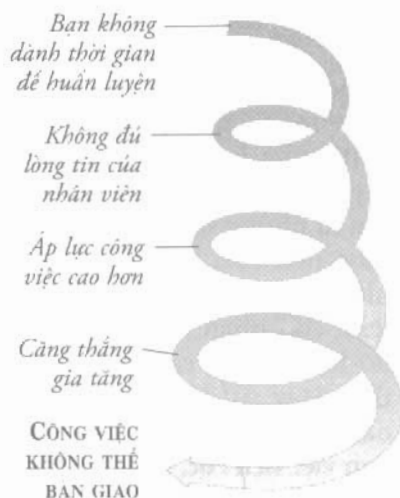 Bạn không
dành thời gian
để huấn luyện
Không đủ
lòng tin của
nhân viên
Áp lực công
việc cao hơn
Căng thẳng
gia tăng
CÔNG VIỆC
KHÔNG THỂ
BAN GIAO